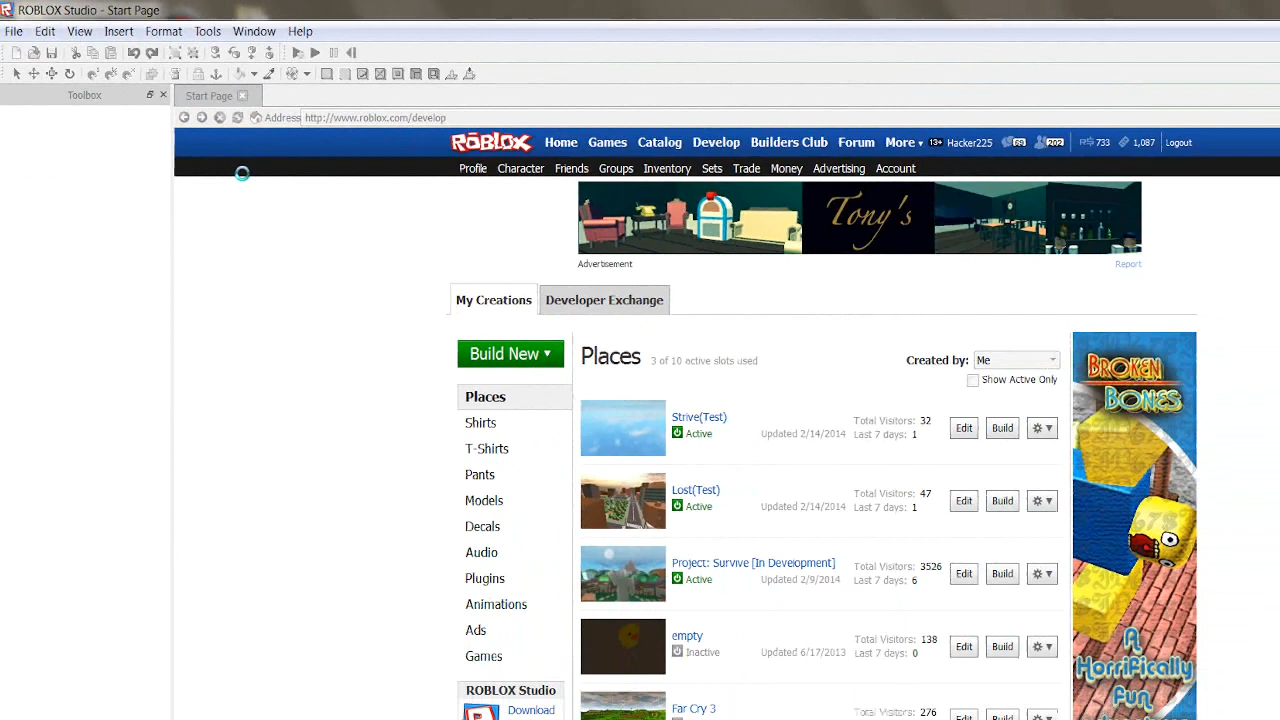 ROBLOX Studio - Start Page
File Edit View Insert Format Tools Window Help
Toolbox
Start Page
Address http://www.roblox.com/develop
ROBLOX Home Games Catalog Develop Builders Club Forum More 13+ Hacker225 69 202 R$ 733 1,087 Logout
Profile Character Friends Groups Inventory Sets Trade Money Advertising Account
Tony's
Advertisement Report
My Creations Developer Exchange
Build New
Places 3 of 10 active slots used
Created by: Me
Show Active Only
Places
Shirts
T-Shirts
Pants
Models
Decals
Audio
Plugins
Animations
Ads
Games
ROBLOX Studio
Download
Strive(Test) Total Visitors: 32
Active Updated 2/14/2014 Last 7 days: 1 Edit Build
Lost(Test) Total Visitors: 47
Active Updated 2/14/2014 Last 7 days: 1 Edit Build
Project: Survive [In Development] Total Visitors: 3526
Active Updated 2/9/2014 Last 7 days: 6 Edit Build
empty Total Visitors: 138
Inactive Updated 6/17/2013 Last 7 days: 0 Edit Build
Far Cry 3 Total Visitors: 276
Edit Build
BROKEN
BONES
A
Horrifically
Fun